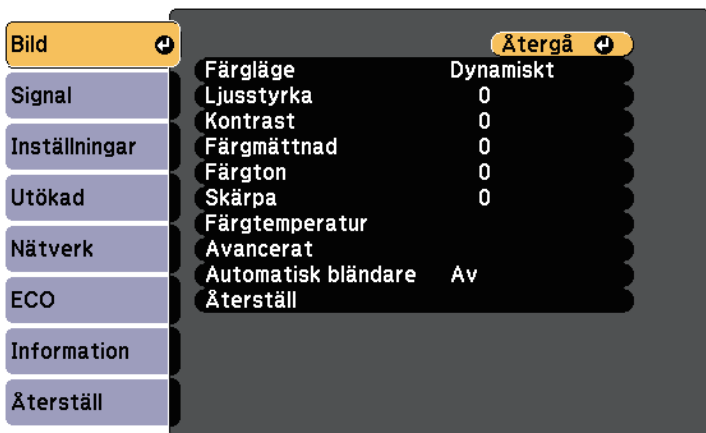 Bild
Signal
Inställningar
Utökad
Nätverk
ECO
Information
Återställ
Återgå
Färgläge Dynamiskt
Ljusstyrka 0
Kontrast 0
Färgmättnad 0
Färgton 0
Skärpa 0
Färgtemperatur
Avancerat
Automatisk bländare Av
Återställ